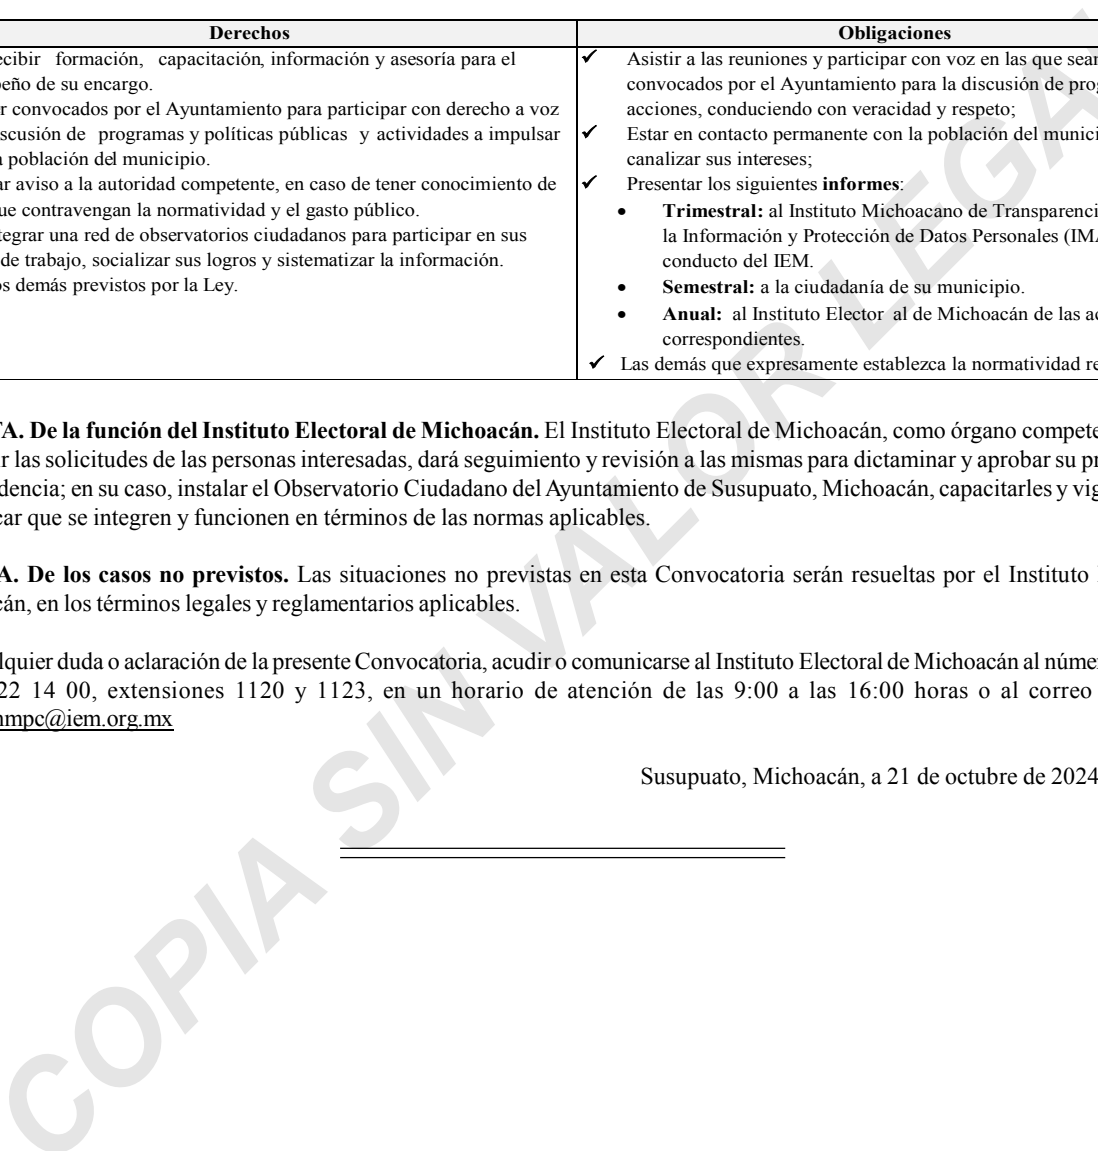 Derechos
ecibir formación, capacitación, información y asesoría para el
peño de su encargo.
r convocados por el Ayuntamiento para participar con derecho a voz
iscusión de programas y políticas públicas y actividades a impulsar
a población del municipio.
ar aviso a la autoridad competente, en caso de tener conocimiento de
que contravengan la normatividad y el gasto público.
tegrar una red de observatorios ciudadanos para participar en sus
de trabajo, socializar sus logros y sistematizar la información.
os demás previstos por la Ley.
Obligaciones
✓ Asistir a las reuniones y participar con voz en las que sean
convocados por el Ayuntamiento para la discusión de prog
acciones, conduciendo con veracidad y respeto;
✓ Estar en contacto permanente con la población del munici
canalizar sus intereses;
✓ Presentar los siguientes informes:
• Trimestral: al Instituto Michoacano de Transparenci
la Información y Protección de Datos Personales (IMA
conducto del IEM.
• Semestral: a la ciudadanía de su municipio.
• Anual: al Instituto Elector al de Michoacán de las ac
correspondientes.
✓ Las demás que expresamente establezca la normatividad re
TA. De la función del Instituto Electoral de Michoacán. El Instituto Electoral de Michoacán, como órgano compete
r las solicitudes de las personas interesadas, dará seguimiento y revisión a las mismas para dictaminar y aprobar su pr
dencia; en su caso, instalar el Observatorio Ciudadano del Ayuntamiento de Susupuato, Michoacán, capacitarles y vig
car que se integren y funcionen en términos de las normas aplicables.
A. De los casos no previstos. Las situaciones no previstas en esta Convocatoria serán resueltas por el Instituto
cán, en los términos legales y reglamentarios aplicables.
lquier duda o aclaración de la presente Convocatoria, acudir o comunicarse al Instituto Electoral de Michoacán al númer
22 14 00, extensiones 1120 y 1123, en un horario de atención de las 9:00 a las 16:00 horas o al correo
nmpc@iem.org.mx
Susupuato, Michoacán, a 21 de octubre de 2024
COPIA SIN VALOR LEGA